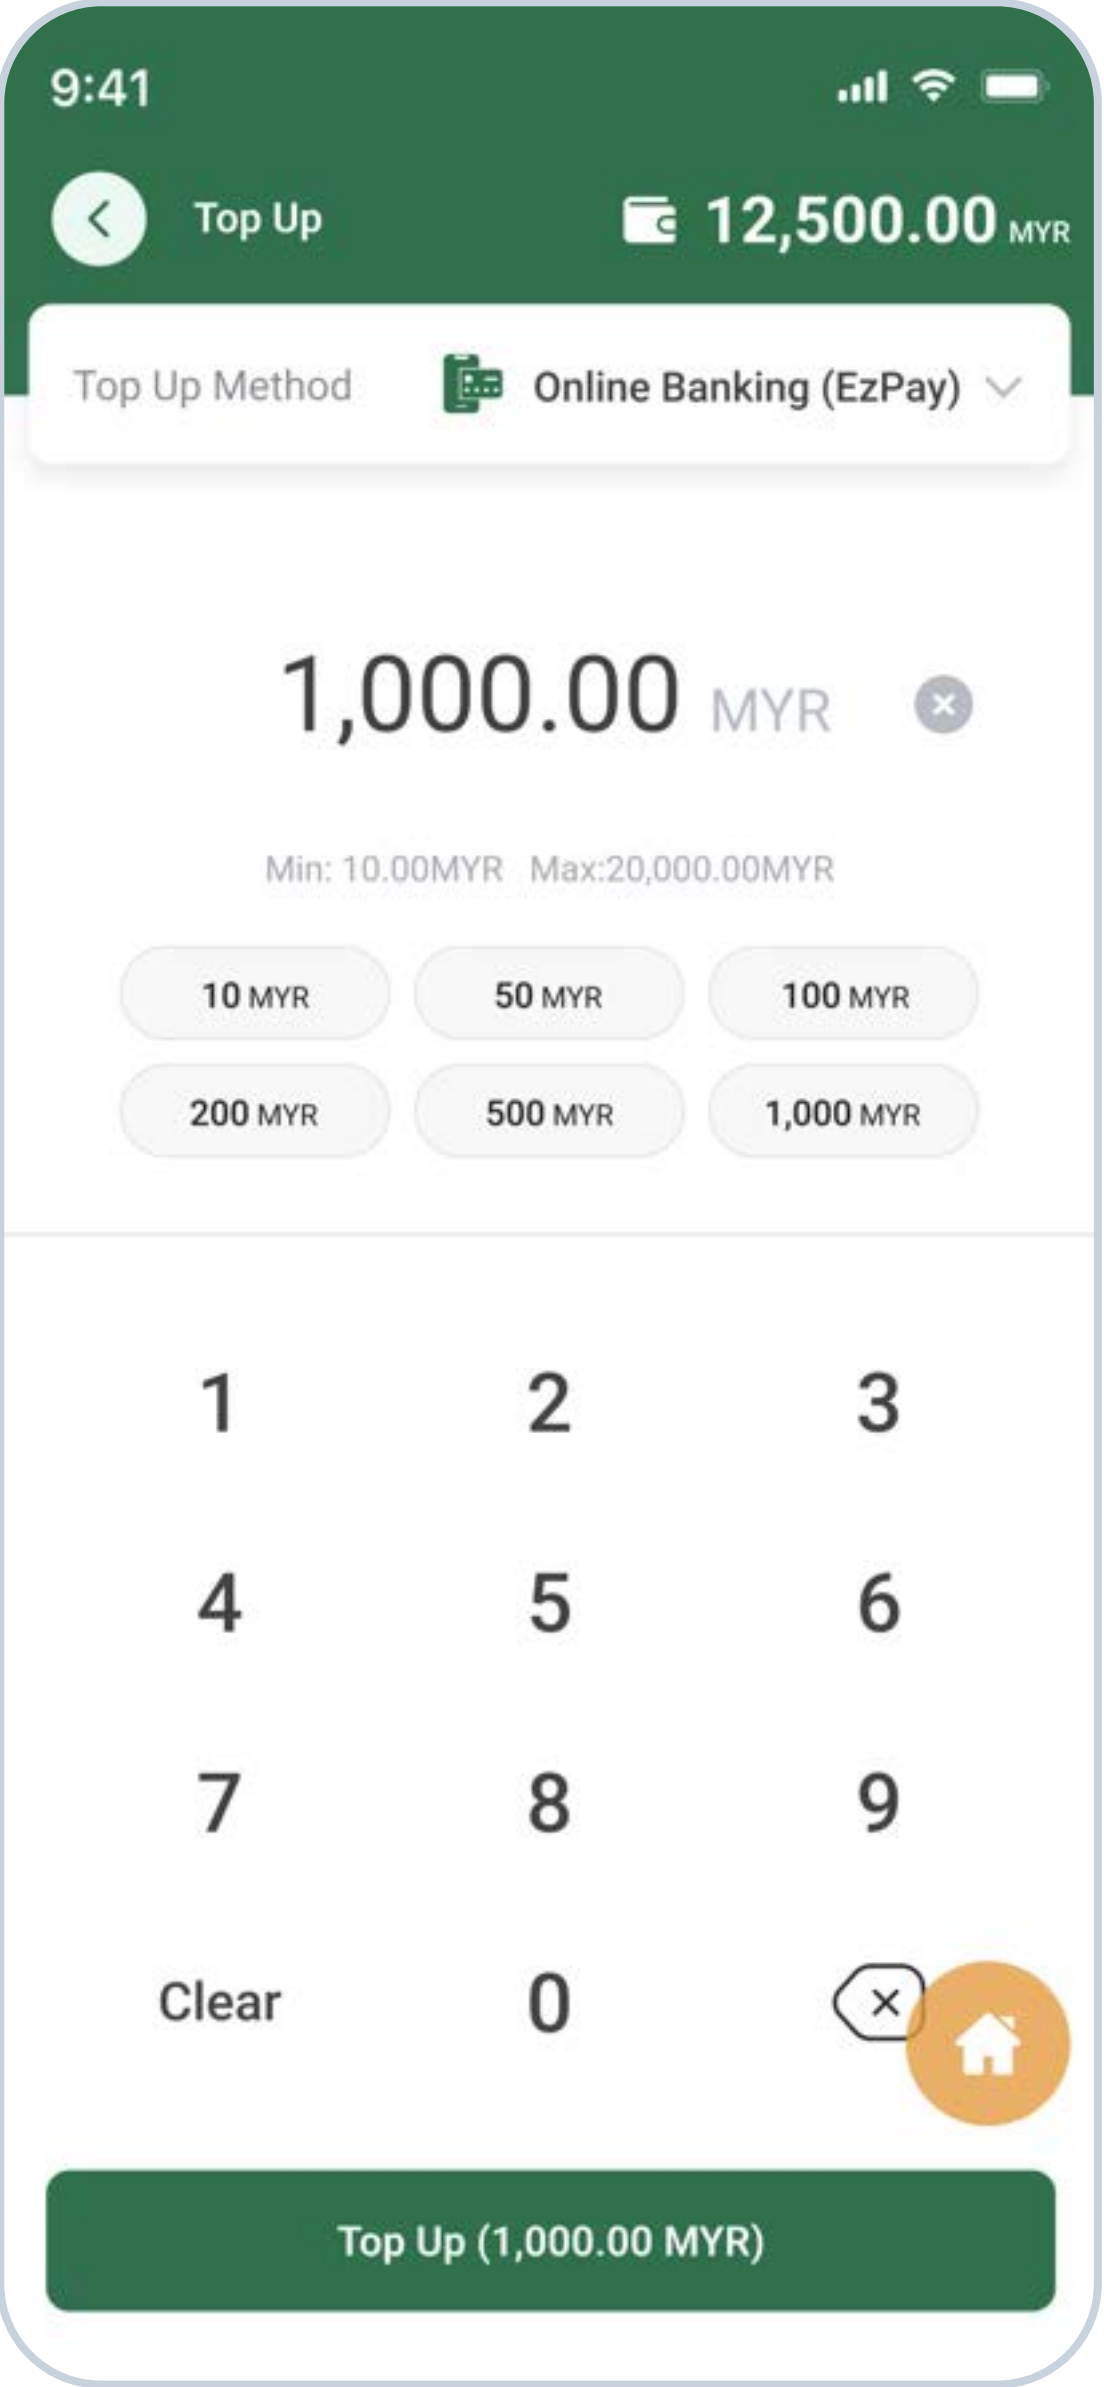 9:41
Top Up 12,500.00 MYR
Top Up Method Online Banking (EzPay)
1,000.00 MYR
Min: 10.00MYR Max:20,000.00MYR
10 MYR 50 MYR 100 MYR
200 MYR 500 MYR 1,000 MYR
1 2 3
4 5 6
7 8 9
Clear 0
Top Up (1,000.00 MYR)